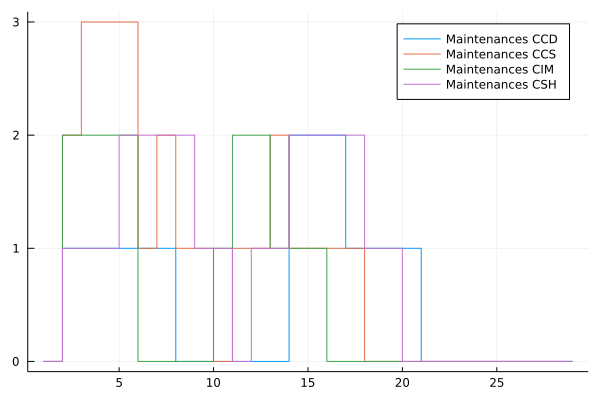 3
Maintenances CCD
Maintenances CCS
Maintenances CIM
Maintenances CSH
2
1
0
5 10 15 20 25